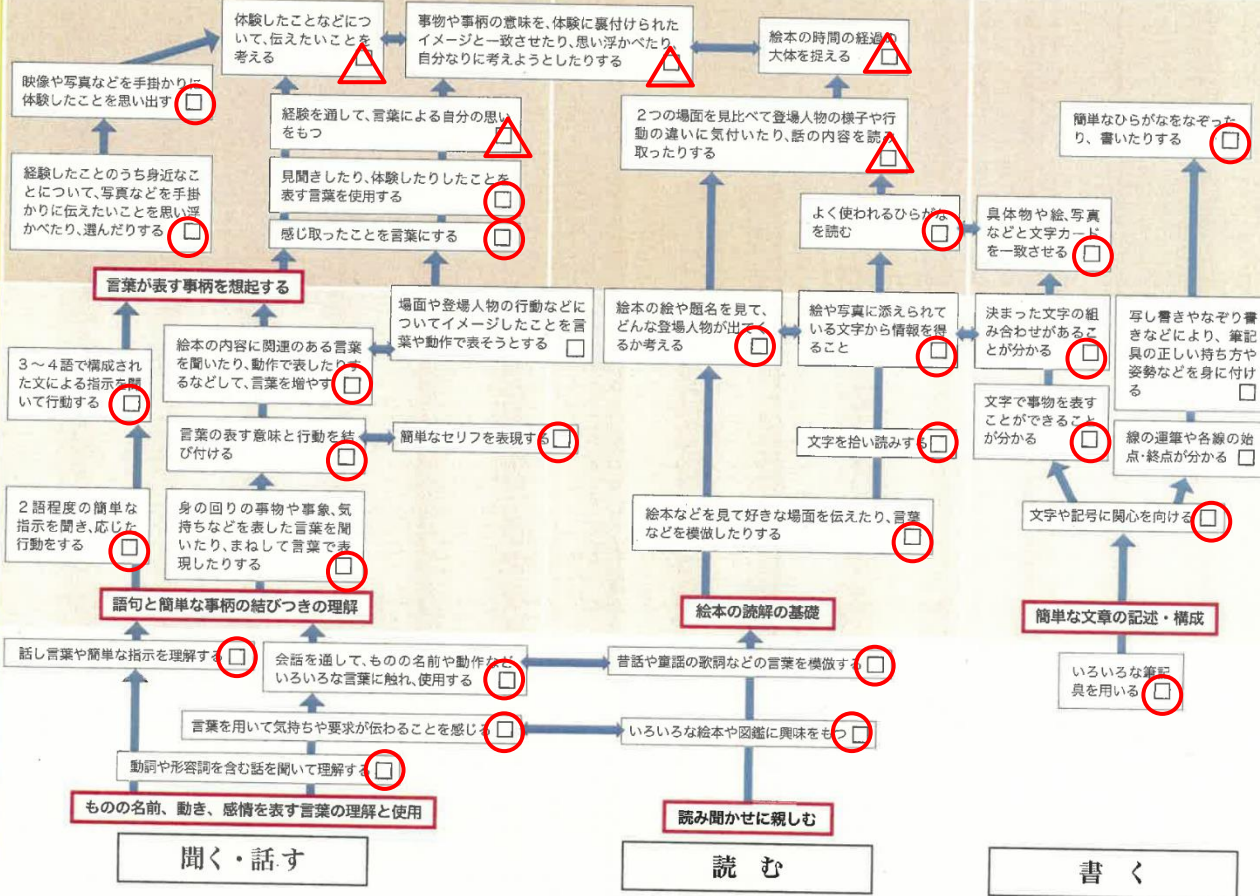 体験したことなどにつ
いて、伝えたいことを
考える
事物や事柄の意味を、体験に裏付けられた
イメージと一致させたり、思い浮かべたり、
自分なりに考えようとしたりする
絵本の時間の経過の
大体を捉える
映像や写真などを手掛かりに
体験したことを思い出す
経験を通して、言葉による自分の思い
をもつ
2つの場面を見比べて登場人物の様子や行
動の違いに気付いたり、話の内容を読み
取ったりする
簡単なひらがなをなぞった
り、書いたりする
経験したことのうち身近なこ
とについて、写真などを手掛
かりに伝えたいことを思い浮
かべたり、選んだりする
見聞きしたり、体験したりしたことを
表す言葉を使用する
感じ取ったことを言葉にする
よく使われるひらがな
を読む
具体物や絵、写真
などと文字カード
を一致させる
言葉が表す事柄を想起する
場面や登場人物の行動などに
ついてイメージしたことを言
葉や動作で表そうとする
絵本の絵や題名を見て、
どんな登場人物が出てく
るか考える
絵や写真に添えられて
いる文字から情報を得
ること
決まった文字の組
み合わせがあるこ
とが分かる
写し書きやなぞり書
きなどにより、筆記
具の正しい持ち方や
姿勢などを身に付け
る
3~4語で構成され
た文による指示を聞
いて行動する
絵本の内容に関連のある言葉
を聞いたり、動作で表したりす
るなどして、言葉を増やす
文字で事物を表す
ことができること
が分かる
言葉の表す意味と行動を結
び付ける
簡単なセリフを表現する
文字を拾い読みする
線の運筆や各線の始
点・終点が分かる
2語程度の簡単な
指示を聞き、応じた
行動をする
身の回りの事物や事象、気
持ちなどを表した言葉を聞
いたり、まねして言葉で表
現したりする
絵本などを見て好きな場面を伝えたり、言葉
などを模倣したりする
文字や記号に関心を向ける
語句と簡単な事柄の結びつきの理解
絵本の読解の基礎
簡単な文章の記述・構成
話し言葉や簡単な指示を理解する
会話を通して、ものの名前や動作など
いろいろな言葉に触れ、使用する
昔話や童謡の歌詞などの言葉を模倣する
いろいろな筆記
具を用いる
言葉を用いて気持ちや要求が伝わることを感じる
いろいろな絵本や図鑑に興味をもつ
動詞や形容詞を含む話を聞いて理解する
ものの名前、動き、感情を表す言葉の理解と使用
読み聞かせに親しむ
聞く・話す
読む
書く